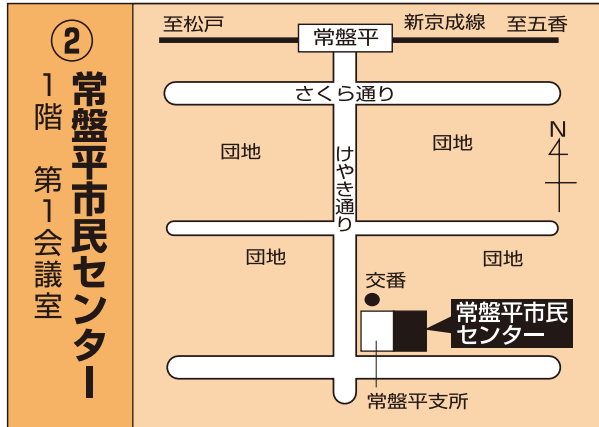 ②
常盤平市民センター
1階 第1会議室
至松戸
常盤平
新京成線
至五香
さくら通り
けやき通り
団地
団地
N
団地
団地
交番
常盤平市民
センター
常盤平支所